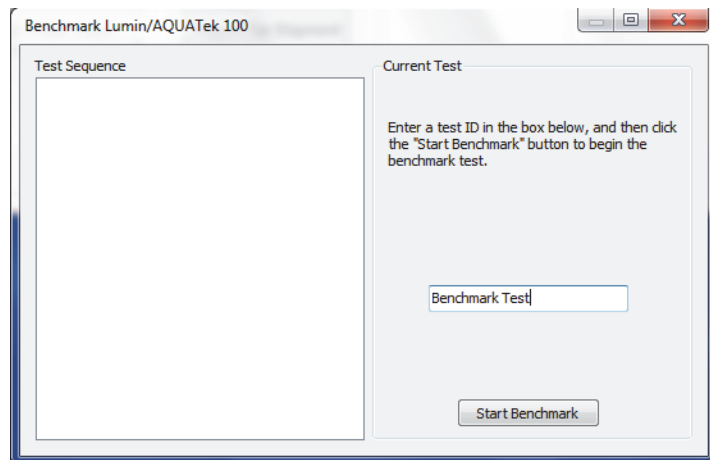 Benchmark Lumin/AQUATek 100
Test Sequence
Current Test
Enter a test ID in the box below, and then click
the "Start Benchmark" button to begin the
benchmark test.
Benchmark Test
Start Benchmark